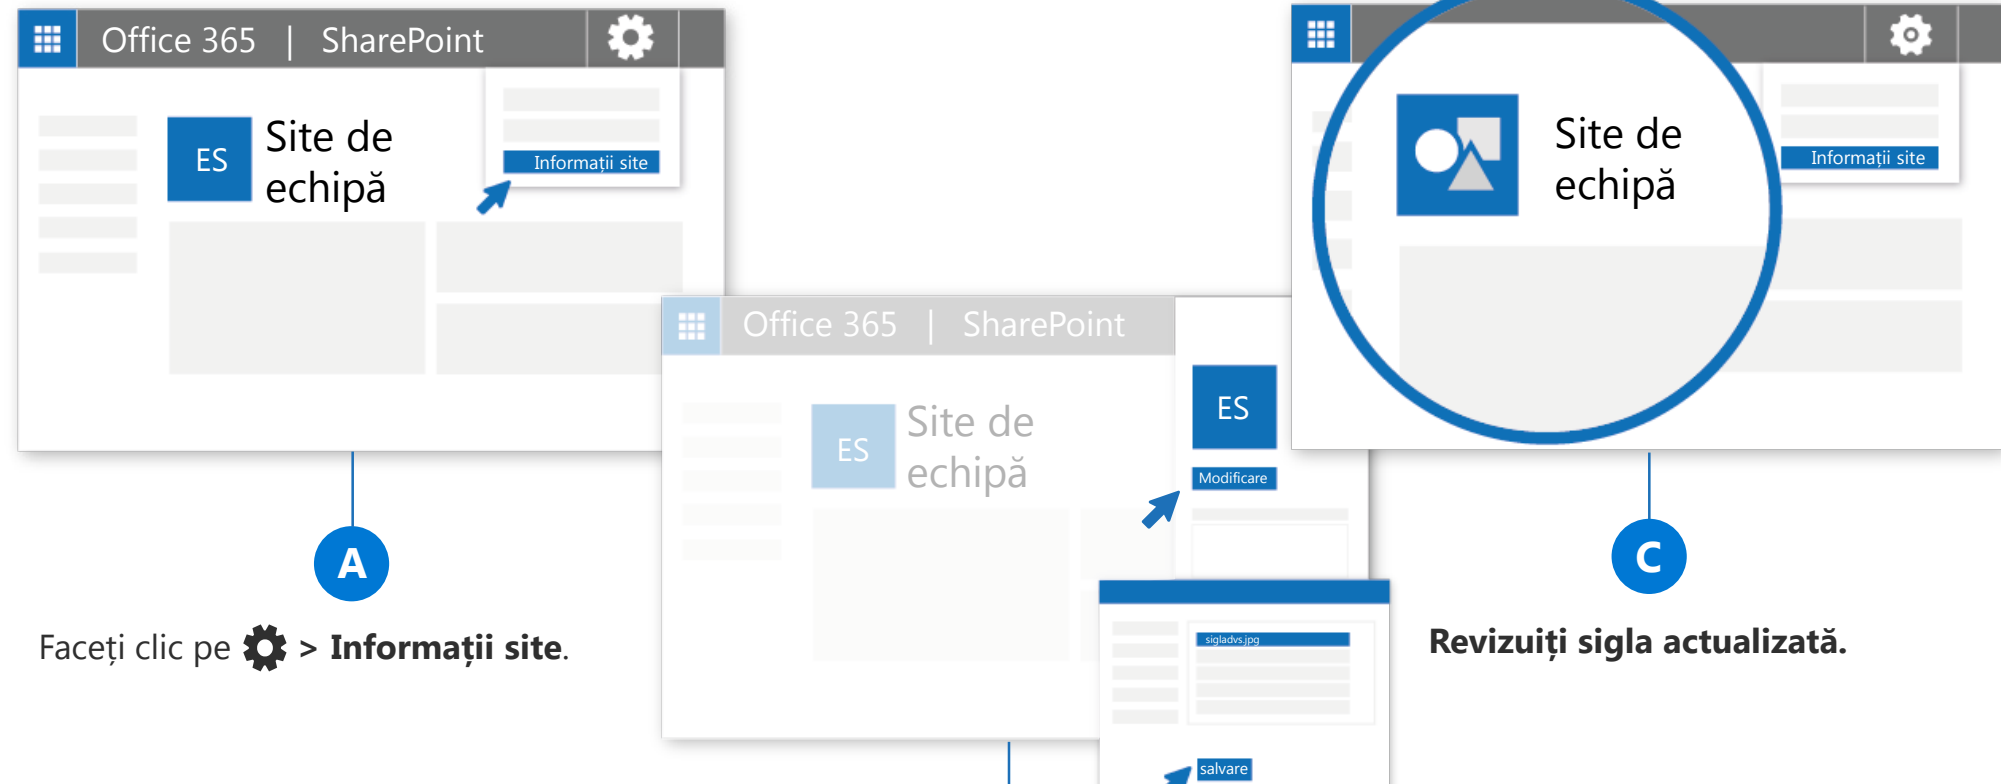 Office 365 | SharePoint
Site de
echipă
ES
Informații site
A
Faceți clic pe > Informații site.
Office 365 | SharePoint
ES
Site de
echipă
ES
Modificare
sigladvs.jpg
salvare
Site de
echipă
Informații site
C
Revizuiți sigla actualizată.